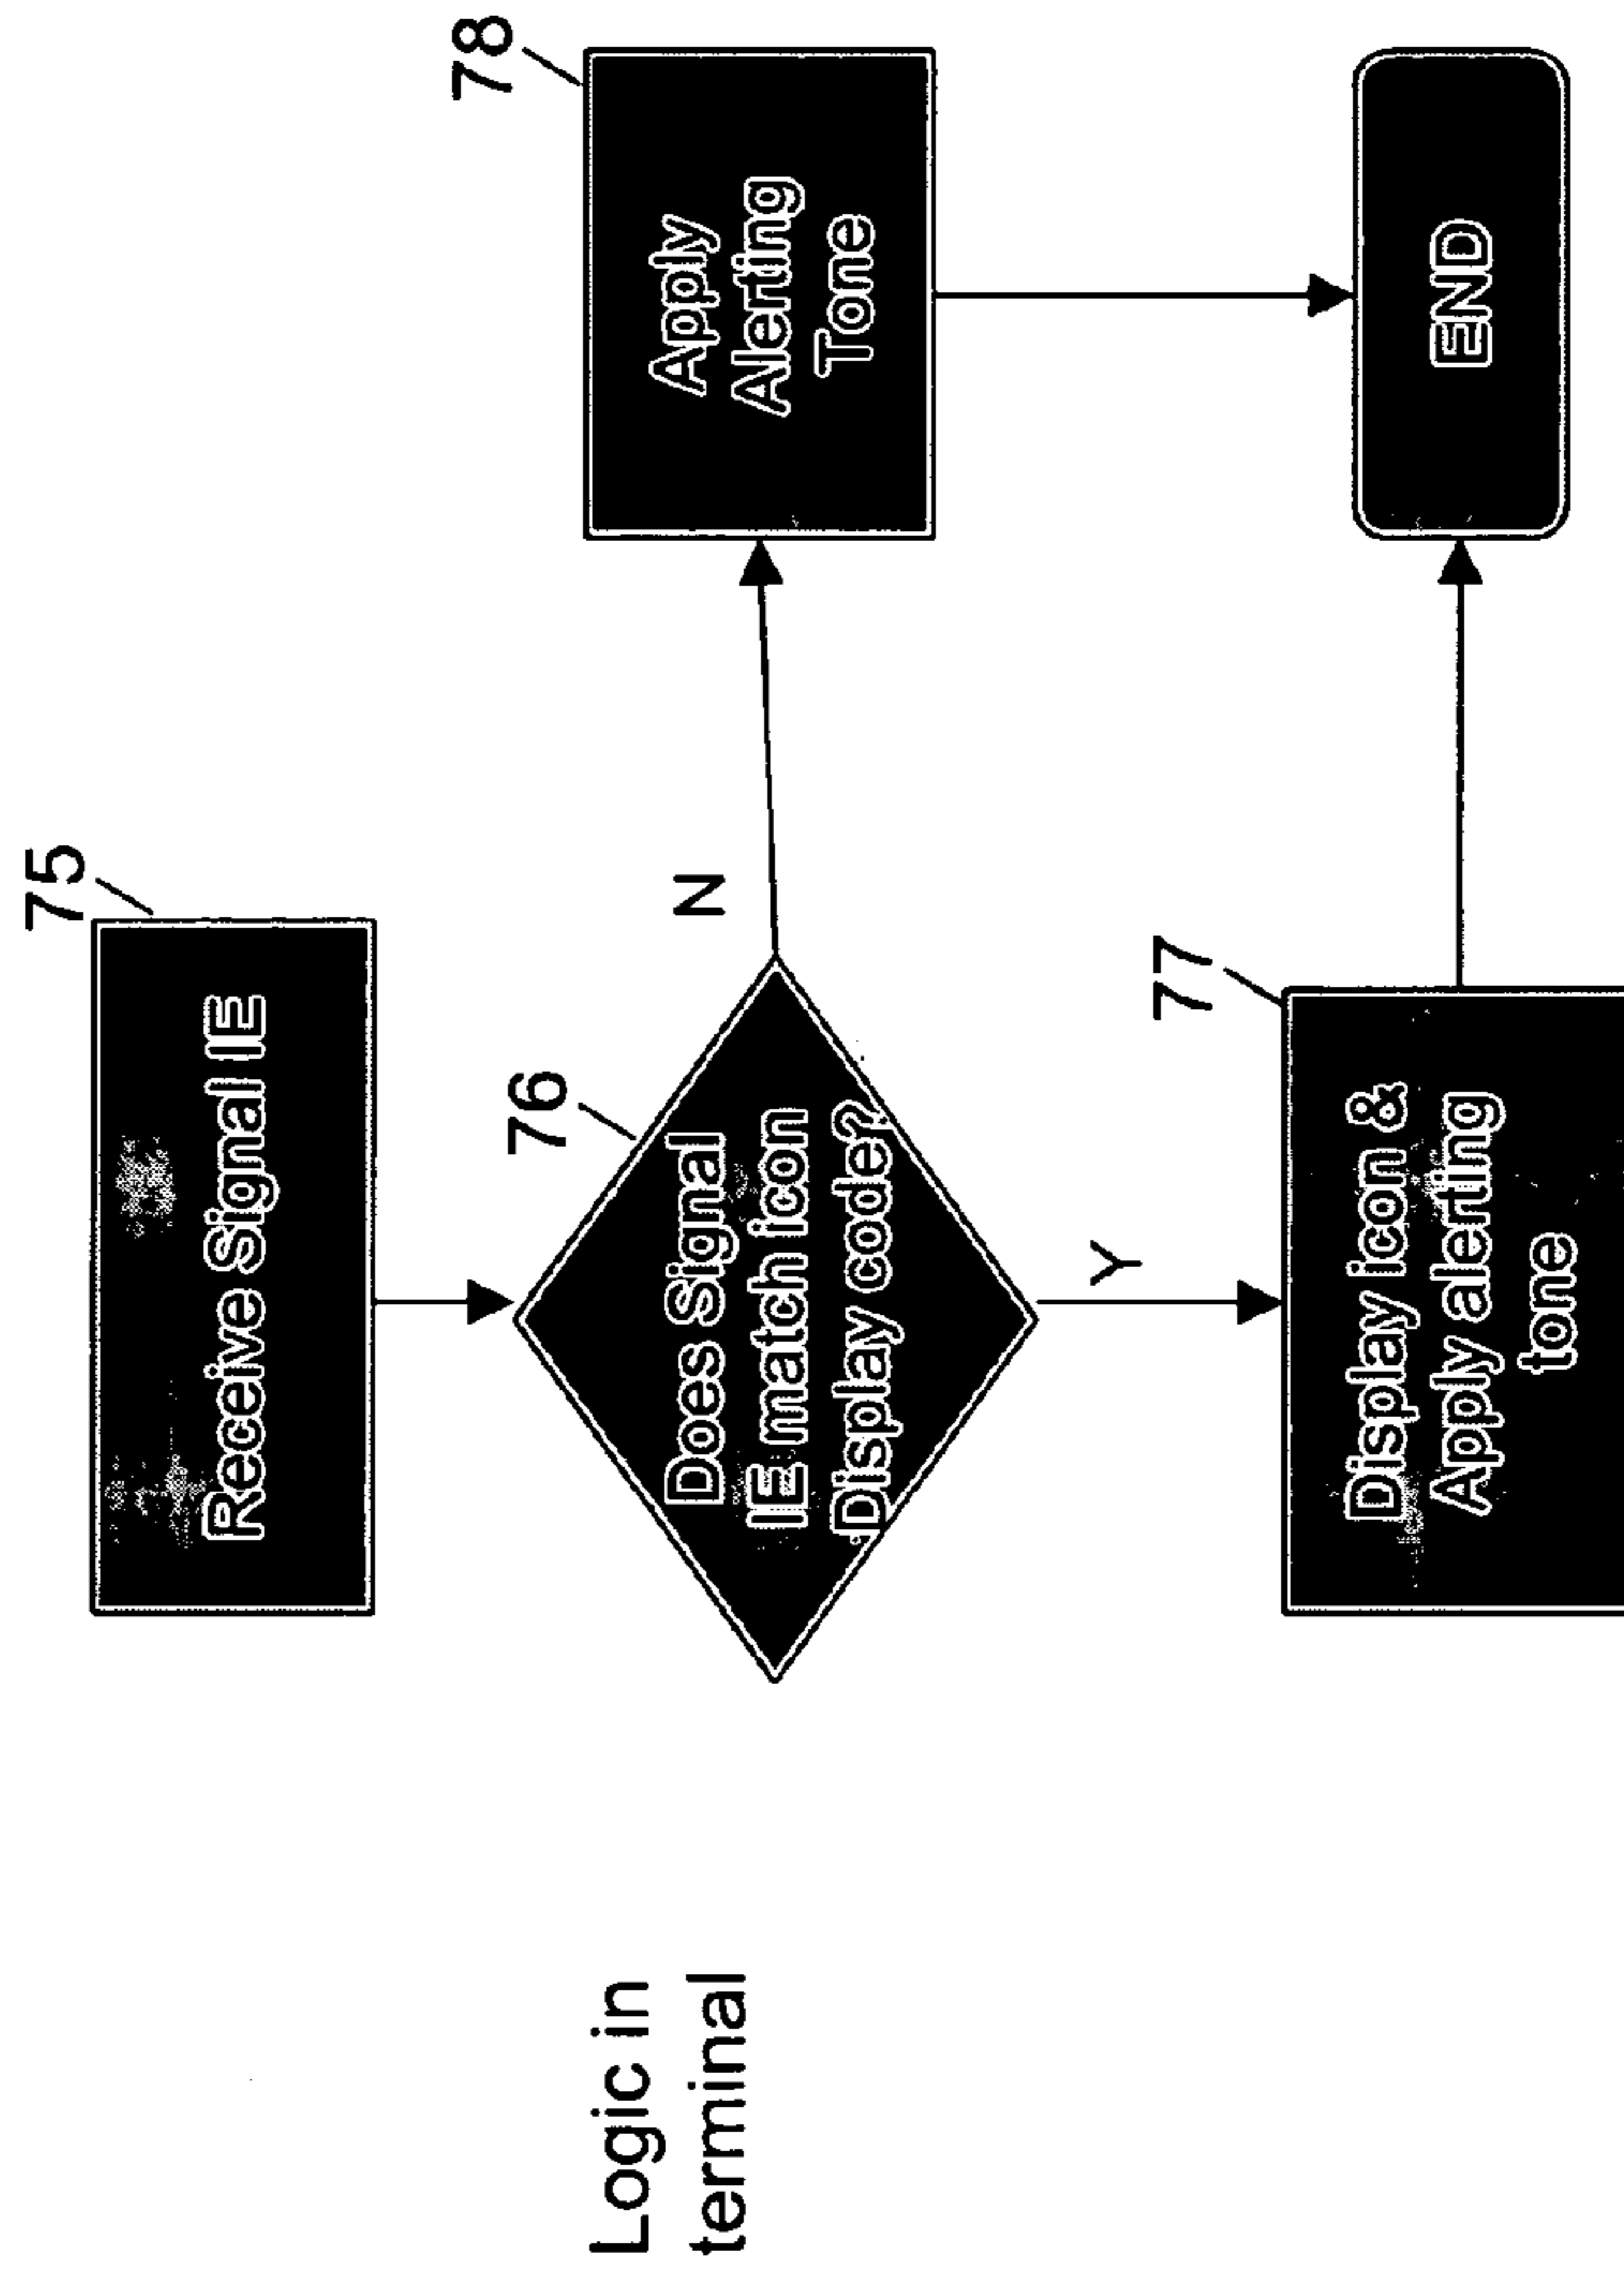 75
Receive Signal IE
Logic in
terminal
76
Does Signal
IE match icon
Display code?
N
78
Apply
Alerting
Tone
Y
77
Display icon &
Apply alerting
tone
END